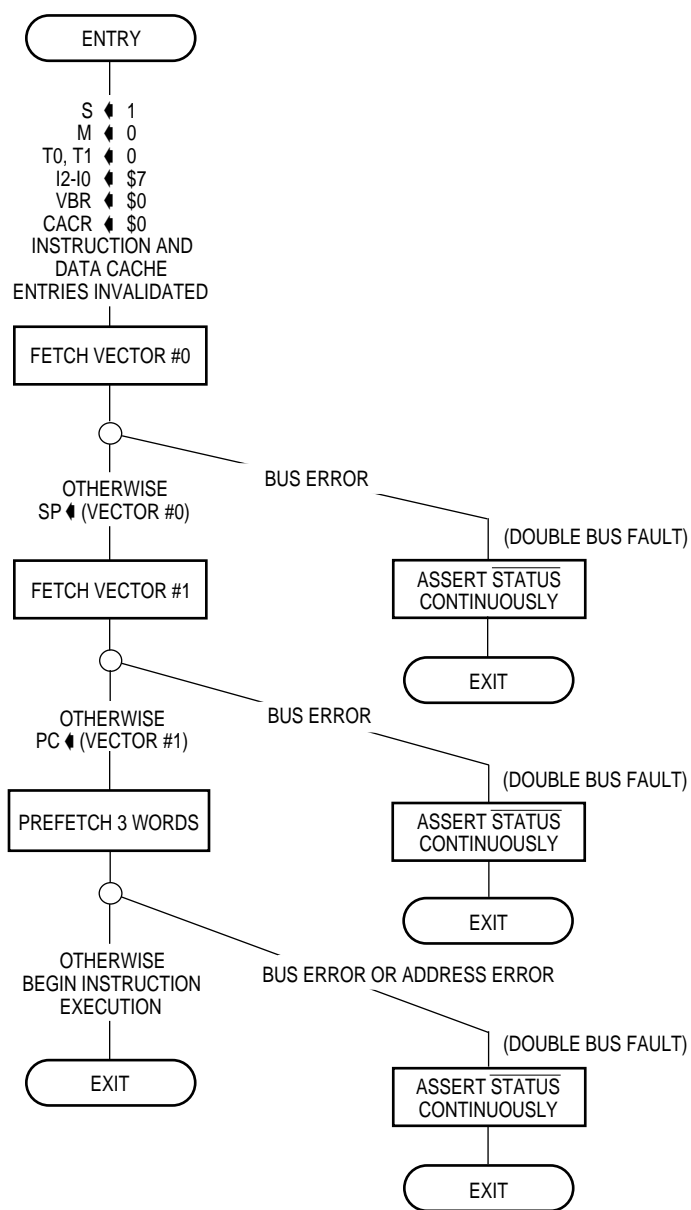 ENTRY
S ⬅ 1
M ⬅ 0
T0, T1 ⬅ 0
I2-I0 ⬅ $7
VBR ⬅ $0
CACR ⬅ $0
INSTRUCTION AND
DATA CACHE
ENTRIES INVALIDATED
FETCH VECTOR #0
BUS ERROR
OTHERWISE
SP ⬅ (VECTOR #0)
(DOUBLE BUS FAULT)
ASSERT S̅T̅A̅T̅U̅S̅
CONTINUOUSLY
EXIT
FETCH VECTOR #1
BUS ERROR
OTHERWISE
PC ⬅ (VECTOR #1)
(DOUBLE BUS FAULT)
ASSERT S̅T̅A̅T̅U̅S̅
CONTINUOUSLY
EXIT
PREFETCH 3 WORDS
BUS ERROR OR ADDRESS ERROR
OTHERWISE
BEGIN INSTRUCTION
EXECUTION
EXIT
(DOUBLE BUS FAULT)
ASSERT S̅T̅A̅T̅U̅S̅
CONTINUOUSLY
EXIT